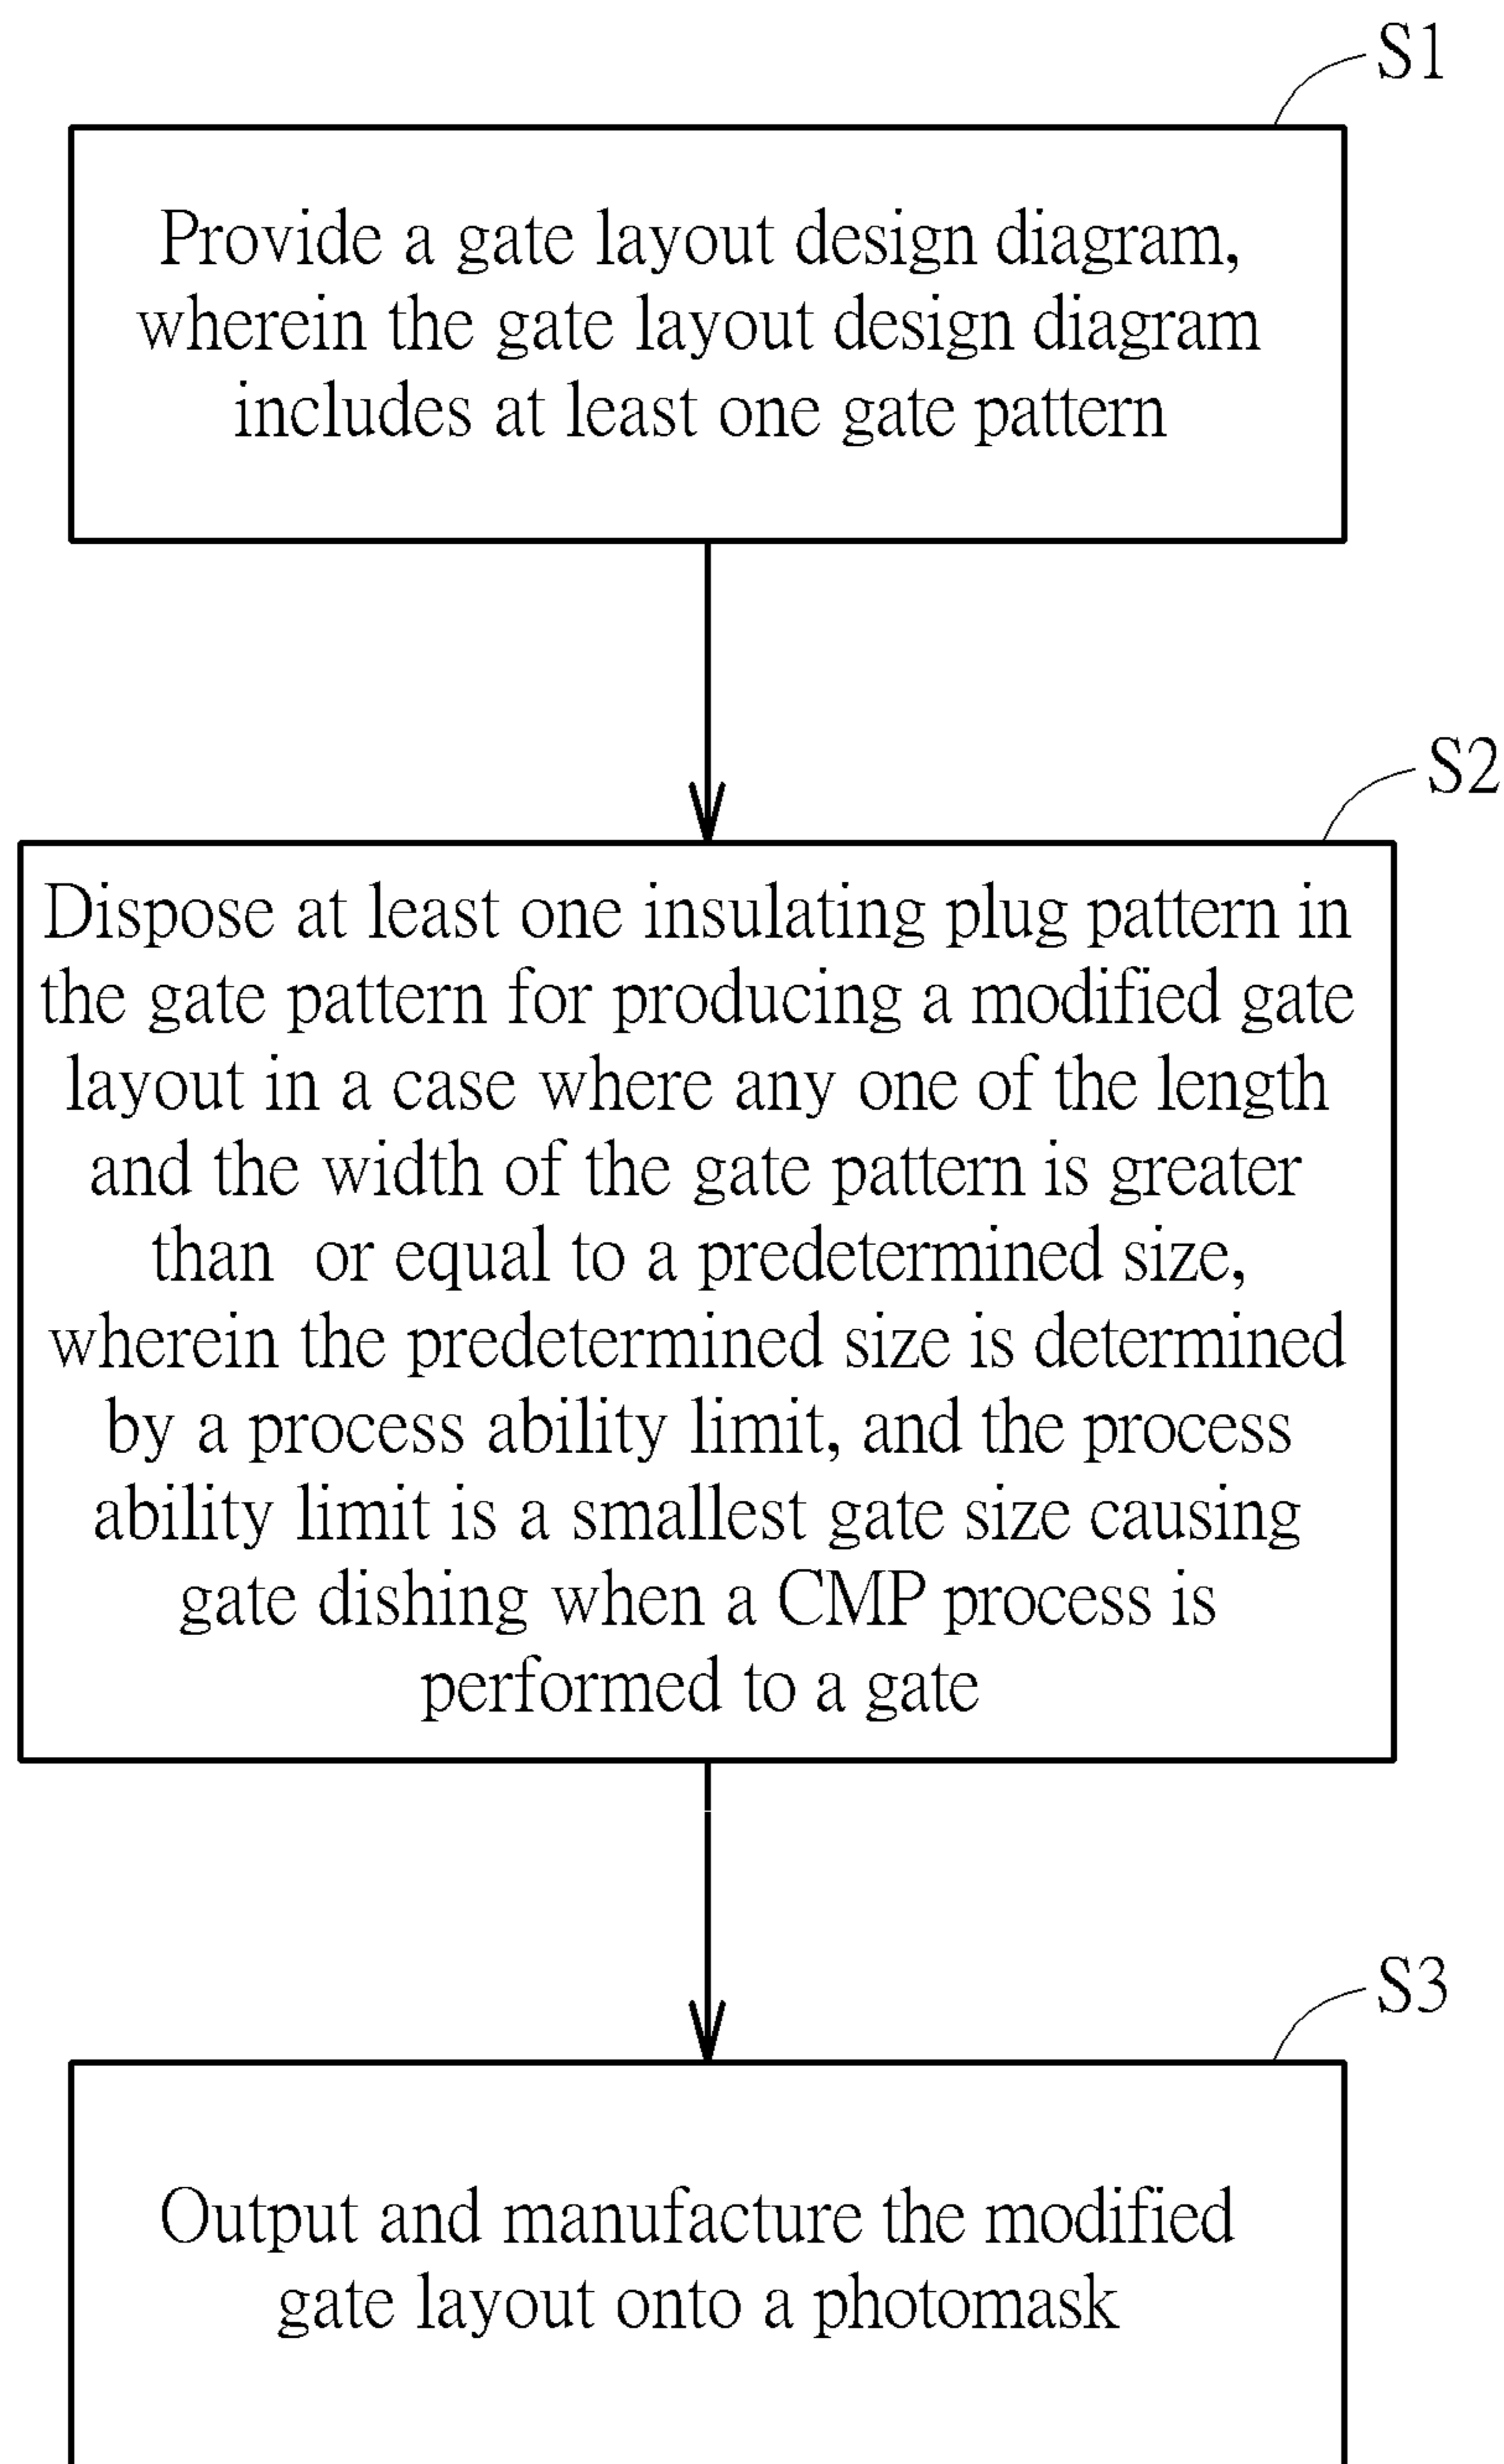 S1
Provide a gate layout design diagram,
wherein the gate layout design diagram
includes at least one gate pattern
S2
Dispose at least one insulating plug pattern in
the gate pattern for producing a modified gate
layout in a case where any one of the length
and the width of the gate pattern is greater
than or equal to a predetermined size,
wherein the predetermined size is determined
by a process ability limit, and the process
ability limit is a smallest gate size causing
gate dishing when a CMP process is
performed to a gate
S3
Output and manufacture the modified
gate layout onto a photomask